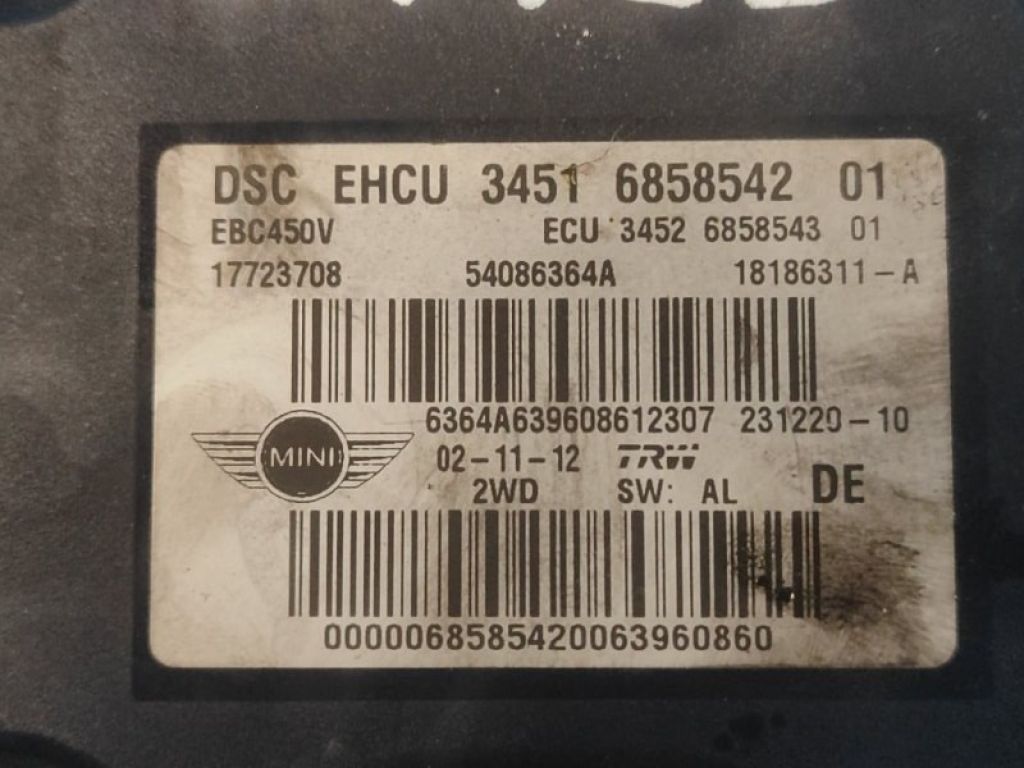 DSC EHCU 3451 6858542 01
EBC450V ECU 3452 6858543 01
17723708 54086364A 18186311-A
6364A639608612307 231220-10
MINI 02-11-12 TRW
2WD SW: AL DE
0000068585420063960860